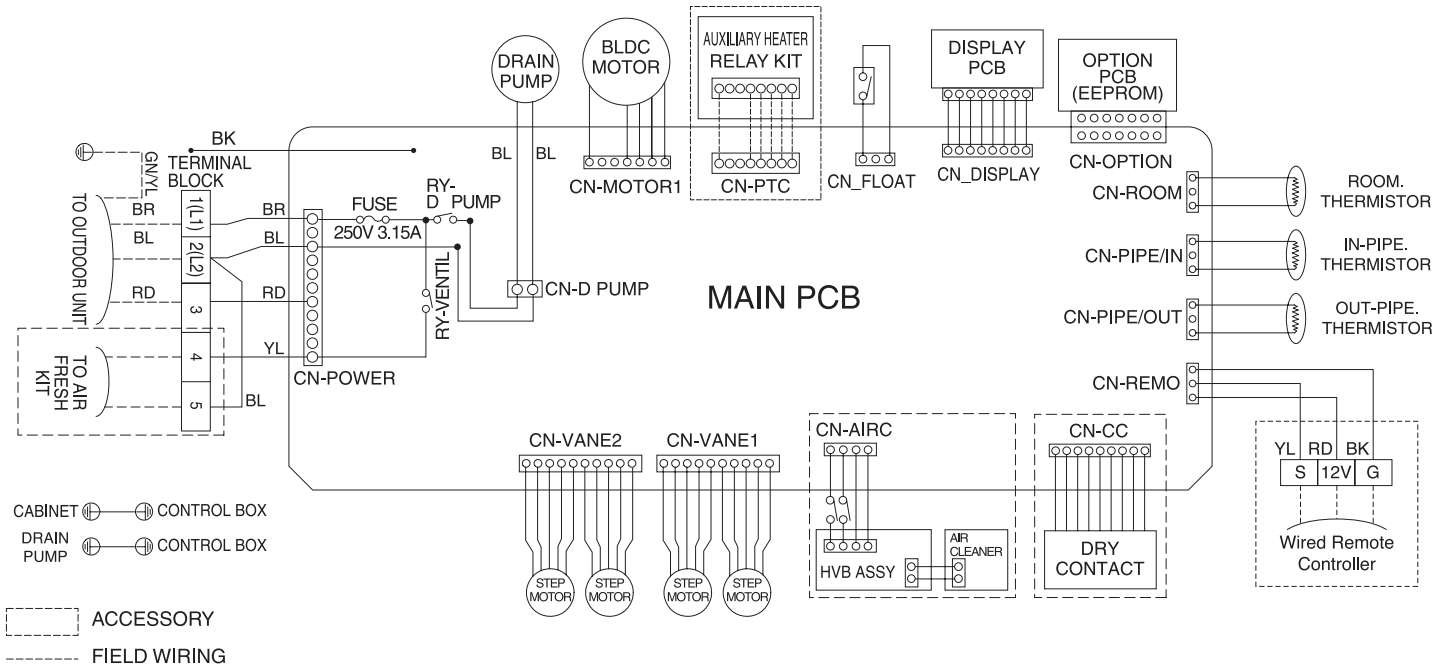 DRAIN
PUMP
BLDC
MOTOR
AUXILIARY HEATER
RELAY KIT
DISPLAY
PCB
OPTION
PCB
(EEPROM)
BK
BL
BL
CN-MOTOR1
CN-PTC
CN_FLOAT
CN_DISPLAY
CN-OPTION
GN/YL
TERMINAL
BLOCK
TO OUTDOOR UNIT
BR
BL
RD
1(L1)
2(L2)
3
4
5
BR
BL
RD
YL
BL
TO AIR
FRESH
KIT
FUSE
250V 3.15A
RY-
D PUMP
RY-VENTIL
CN-D PUMP
CN-POWER
MAIN PCB
CN-ROOM
ROOM.
THERMISTOR
CN-PIPE/IN
IN-PIPE.
THERMISTOR
CN-PIPE/OUT
OUT-PIPE.
THERMISTOR
CN-REMO
CN-VANE2
CN-VANE1
CN-AIRC
CN-CC
YL RD BK
S 12V G
Wired Remote
Controller
STEP
MOTOR
STEP
MOTOR
STEP
MOTOR
STEP
MOTOR
HVB ASSY
AIR
CLEANER
DRY
CONTACT
CABINET
CONTROL BOX
DRAIN
PUMP
CONTROL BOX
ACCESSORY
FIELD WIRING